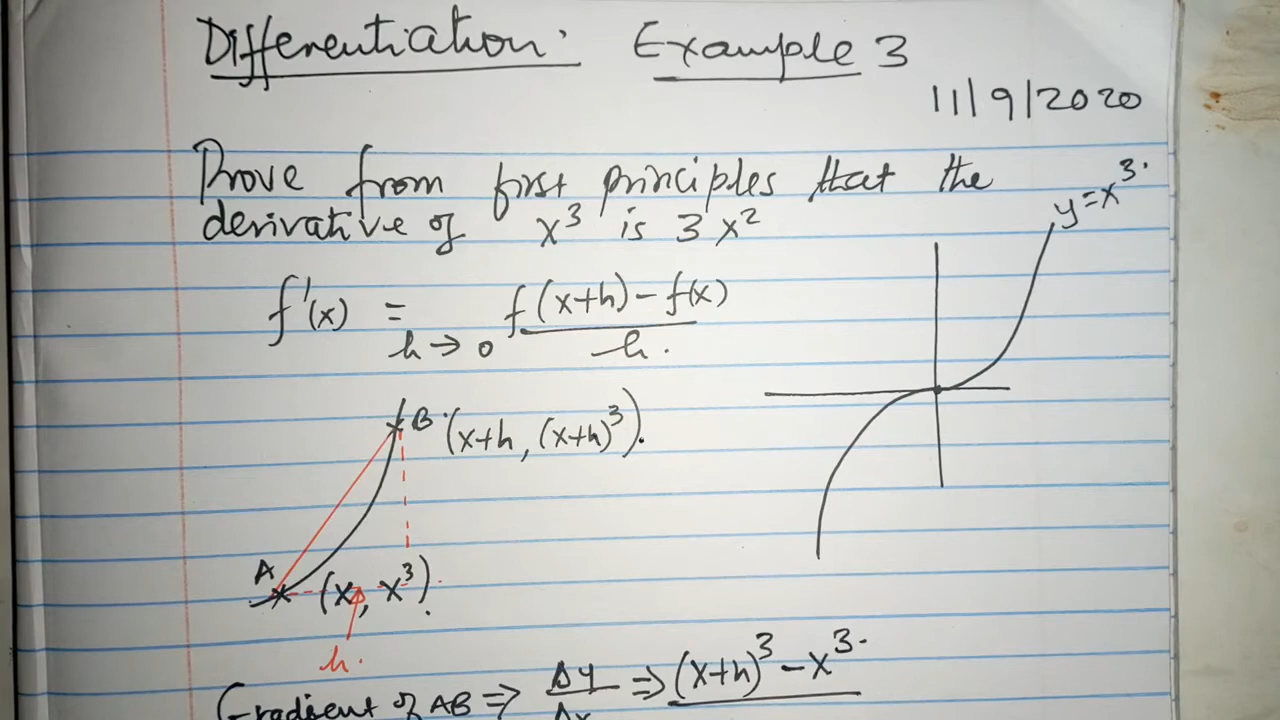 Differentiation. Example 3
11/9/2020
Prove from first principles that the
derivative of x³ is 3x²
y=x³.
f'(x) = f(x+h)-f(x)
h→0 h.
B.(x+h, (x+h)³).
A (x, x³).
h.
Gradient of AB ⇒ Δy ⇒ (x+h)³-x³.
Δx